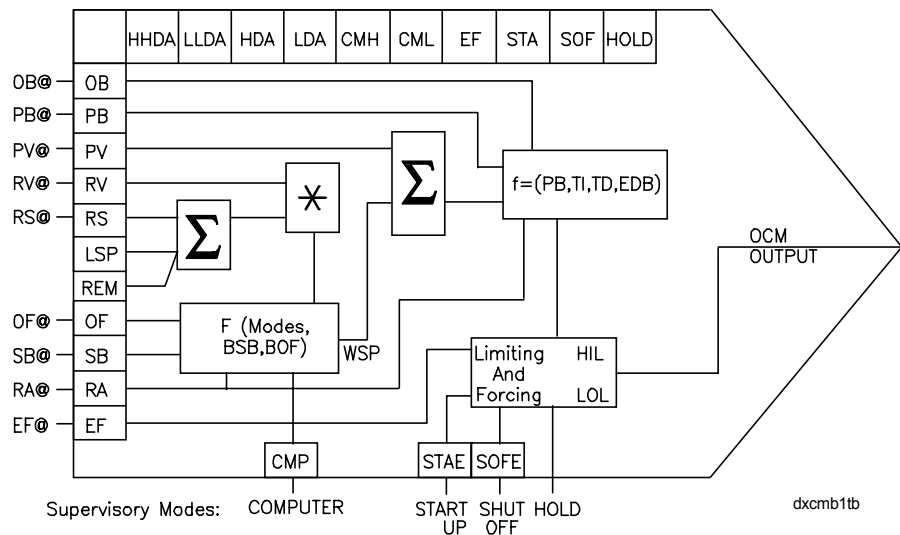 HHDA LLDA HDA LDA CMH CML EF STA SOF HOLD
OB@ OB
PB@ PB
PV@ PV
RV@ RV
RS@ RS
LSP
REM
OF@ OF
SB@ SB
RA@ RA
EF@ EF
Σ
*
Σ
f=(PB,TI,TD,EDB)
F (Modes,
BSB,BOF)
WSP
Limiting HIL
And
Forcing LOL
OCM
OUTPUT
CMP STAE SOFE
Supervisory Modes: COMPUTER START SHUT HOLD
UP OFF
dxcmb1tb